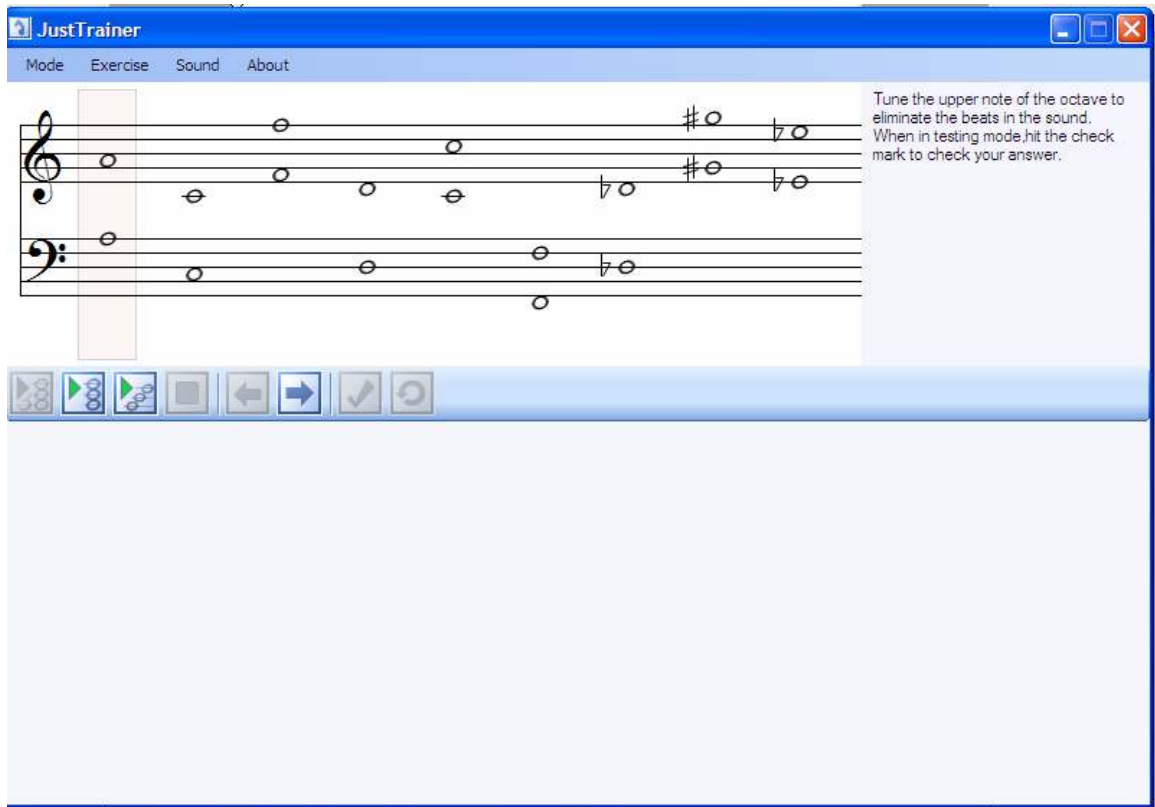 JustTrainer
Mode Exercise Sound About
Tune the upper note of the octave to
eliminate the beats in the sound.
When in testing mode,hit the check
mark to check your answer.